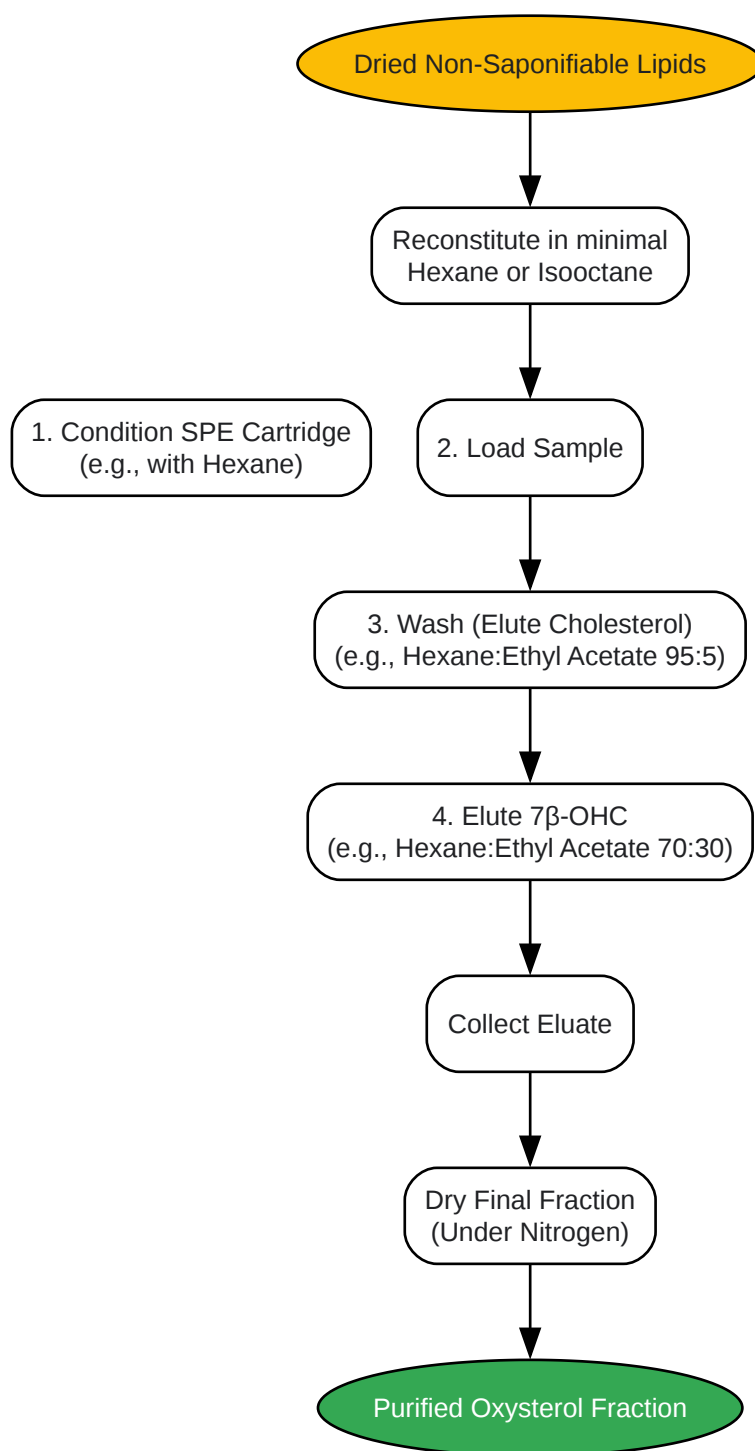 Dried Non-Saponifiable Lipids
Reconstitute in minimal
Hexane or Isooctane
1. Condition SPE Cartridge
(e.g., with Hexane)
2. Load Sample
3. Wash (Elute Cholesterol)
(e.g., Hexane:Ethyl Acetate 95:5)
4. Elute 7β-OHC
(e.g., Hexane:Ethyl Acetate 70:30)
Collect Eluate
Dry Final Fraction
(Under Nitrogen)
Purified Oxysterol Fraction